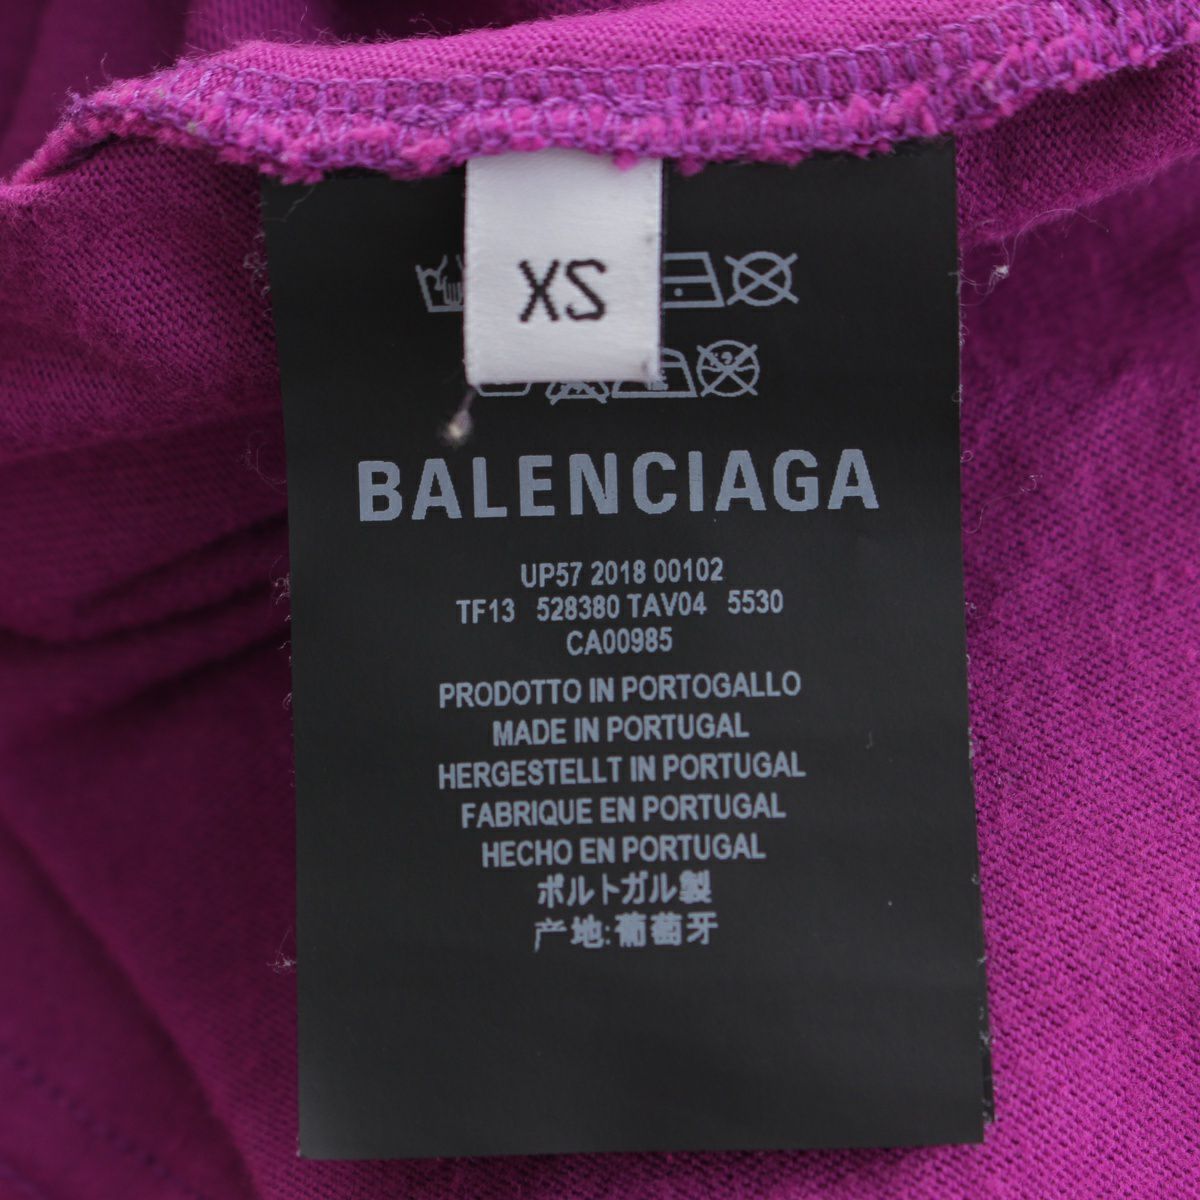 XS
BALENCIAGA
UP57 2018 00102
TF13 528380 TAV04 5530
CA00985
PRODOTTO IN PORTOGALLO
MADE IN PORTUGAL
HERGESTELLT IN PORTUGAL
FABRIQUE EN PORTUGAL
HECHO EN PORTUGAL
ポルトガル製
产地:葡萄牙